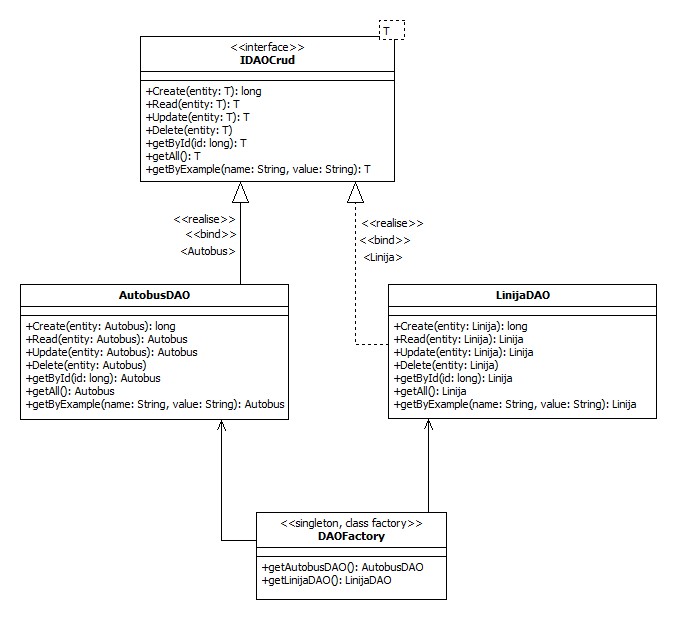 T
<<interface>>
IDAOCrud
+Create(entity: T): long
+Read(entity: T): T
+Update(entity: T): T
+Delete(entity: T)
+getById(id: long): T
+getAll(): T
+getByExample(name: String, value: String): T
<<realise>>
<<bind>>
<Autobus>
<<realise>>
<<bind>>
<Linija>
AutobusDAO
+Create(entity: Autobus): long
+Read(entity: Autobus): Autobus
+Update(entity: Autobus): Autobus
+Delete(entity: Autobus)
+getById(id: long): Autobus
+getAll(): Autobus
+getByExample(name: String, value: String): Autobus
LinijaDAO
+Create(entity: Linija): long
+Read(entity: Linija): Linija
+Update(entity: Linija): Linija
+Delete(entity: Linija)
+getById(id: long): Linija
+getAll(): Linija
+getByExample(name: String, value: String): Linija
<<singleton, class factory>>
DAOFactory
+getAutobusDAO(): AutobusDAO
+getLinijaDAO(): LinijaDAO